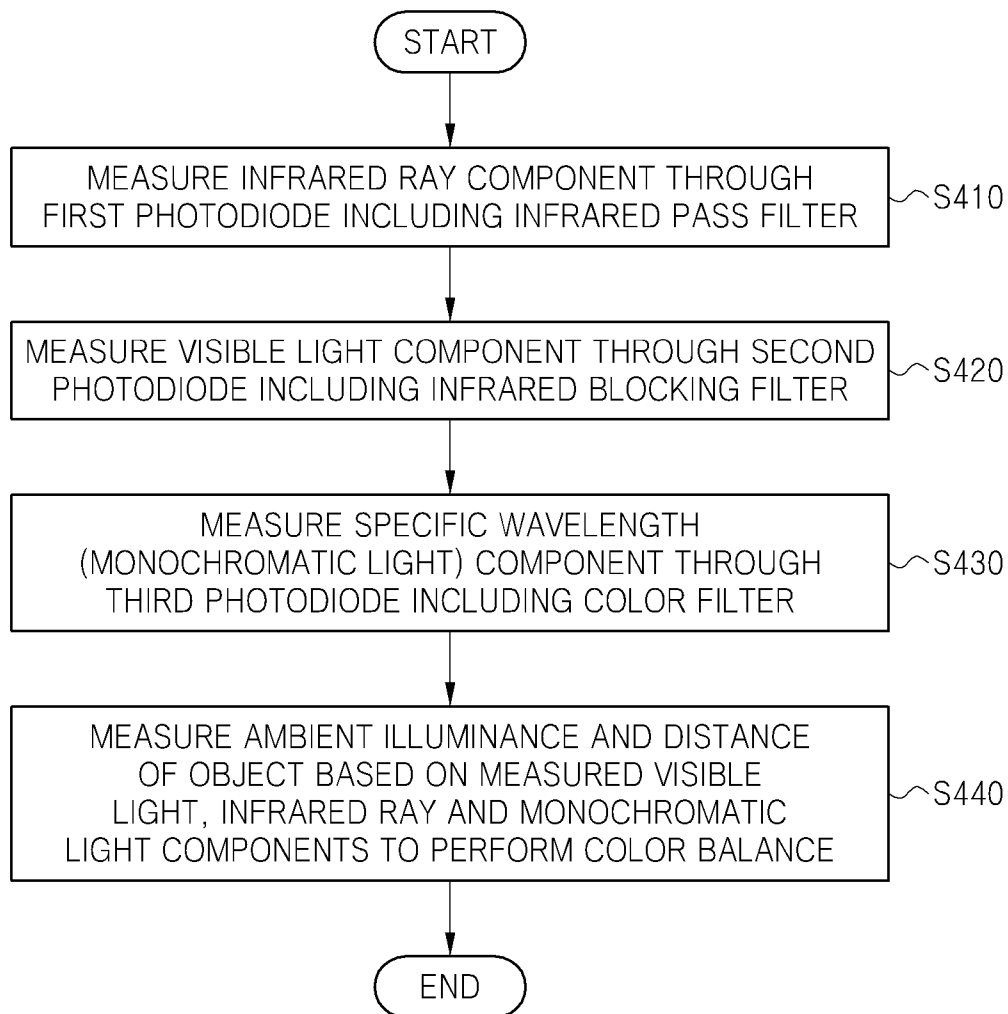 START
MEASURE INFRARED RAY COMPONENT THROUGH
FIRST PHOTODIODE INCLUDING INFRARED PASS FILTER
S410
MEASURE VISIBLE LIGHT COMPONENT THROUGH SECOND
PHOTODIODE INCLUDING INFRARED BLOCKING FILTER
S420
MEASURE SPECIFIC WAVELENGTH
(MONOCHROMATIC LIGHT) COMPONENT THROUGH
THIRD PHOTODIODE INCLUDING COLOR FILTER
S430
MEASURE AMBIENT ILLUMINANCE AND DISTANCE
OF OBJECT BASED ON MEASURED VISIBLE
LIGHT, INFRARED RAY AND MONOCHROMATIC
LIGHT COMPONENTS TO PERFORM COLOR BALANCE
S440
END